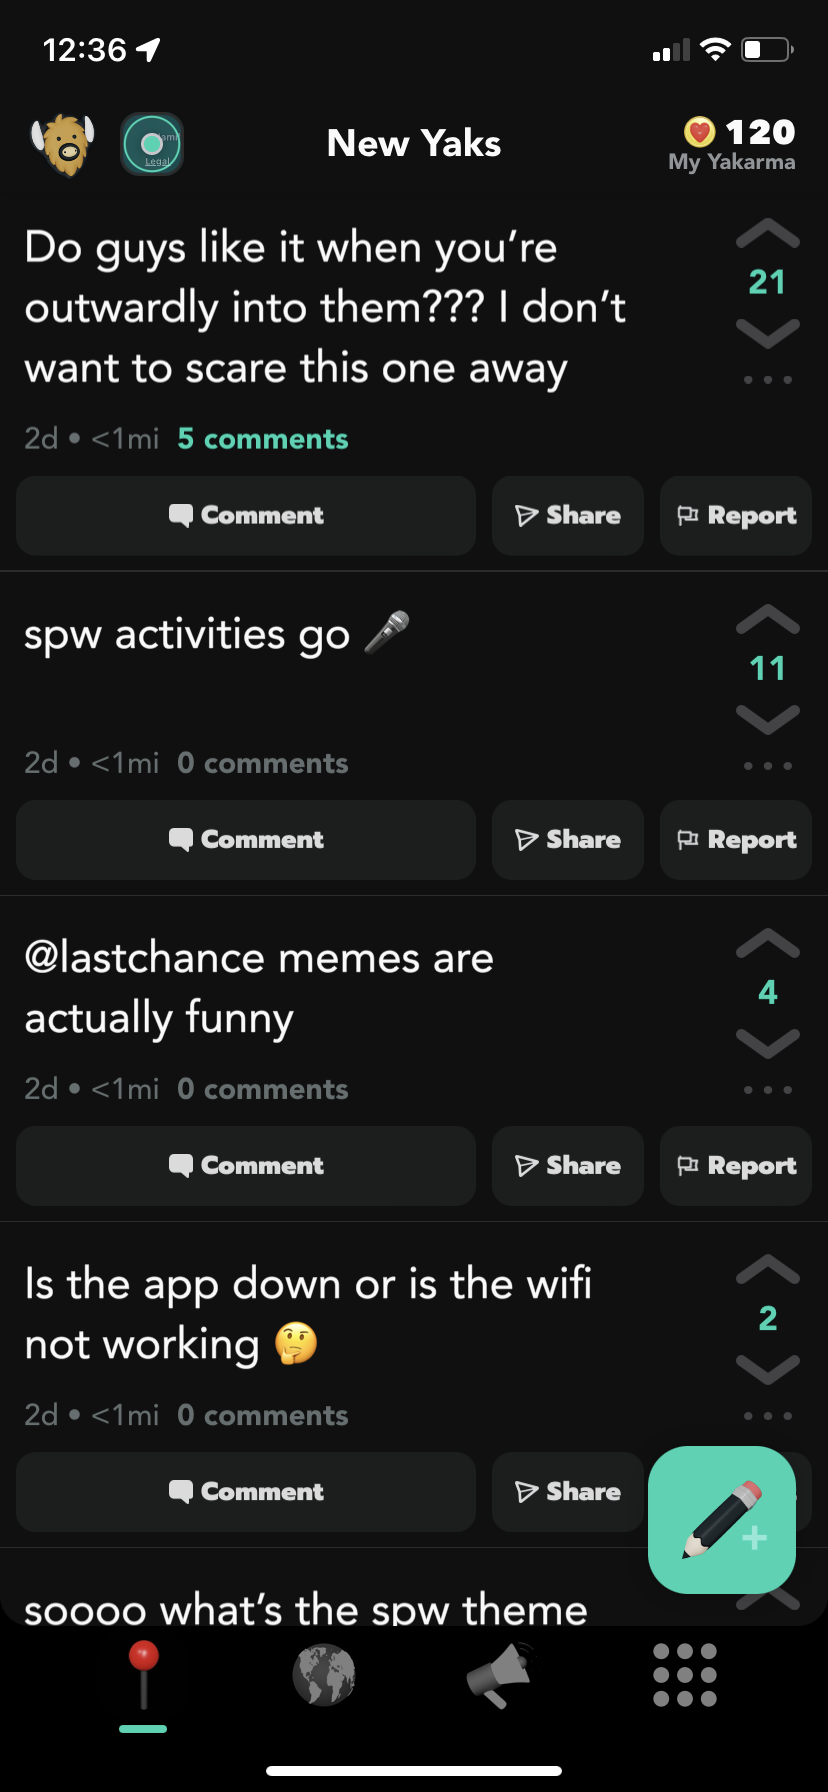 12:36
New Yaks
120
My Yakarma
Legal
Do guys like it when you’re
outwardly into them??? I don’t
want to scare this one away
21
2d • <1mi 5 comments
Comment Share Report
spw activities go 🎤
11
2d • <1mi 0 comments
Comment Share Report
@lastchance memes are
actually funny
4
2d • <1mi 0 comments
Comment Share Report
Is the app down or is the wifi
not working 🤔
2
2d • <1mi 0 comments
Comment Share
soooo what’s the spw theme